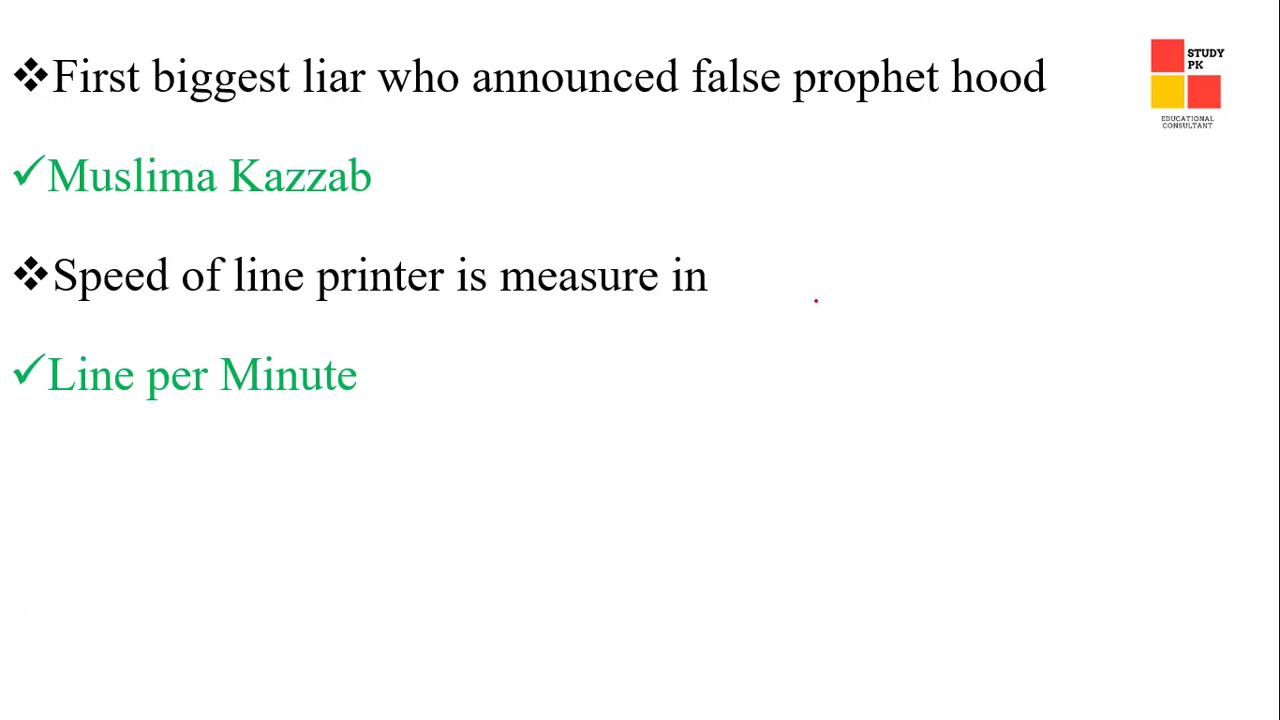 ❖First biggest liar who announced false prophet hood
✓Muslima Kazzab
❖Speed of line printer is measure in
✓Line per Minute
STUDY
PK
EDUCATIONAL
CONSULTANT